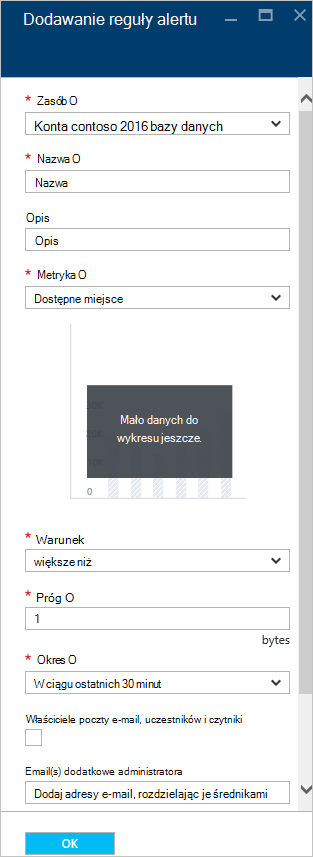 Dodawanie reguły alertu
* Zasób O
Konta contoso 2016 bazy danych
* Nazwa O
Nazwa
Opis
Opis
* Metryka O
Dostępne miejsce
Mało danych do
wykresu jeszcze.
0
* Warunek
większe niż
* Próg O
1
bytes
* Okres O
W ciągu ostatnich 30 minut
Właściciele poczty e-mail, uczestników i czytniki
Email(s) dodatkowe administratora
Dodaj adresy e-mail, rozdzielając je średnikami
OK